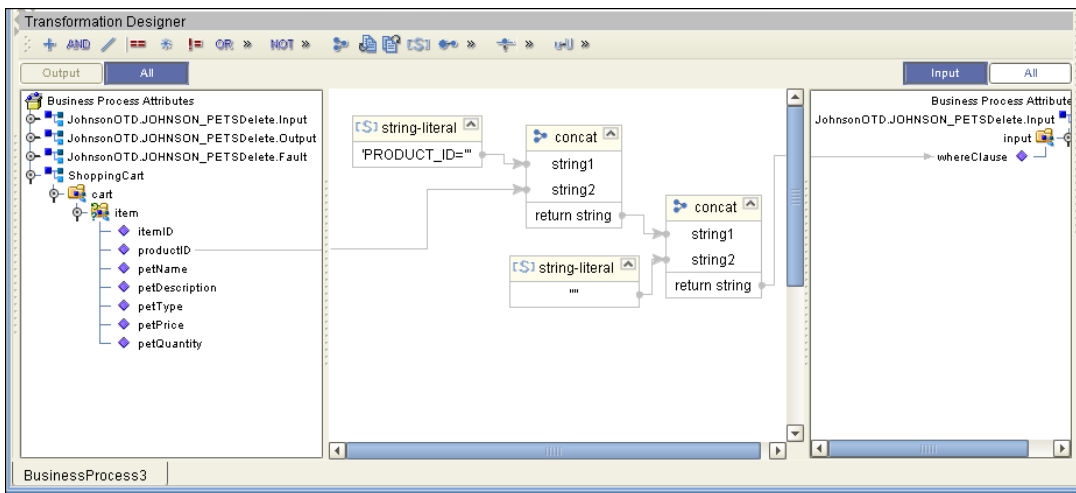 Transformation Designer
AND == != OR » NOT » [S] » » »
Output All Input All
Business Process Attributes
JohnsonOTD.JOHNSON_PETSDelete.Input
JohnsonOTD.JOHNSON_PETSDelete.Output
JohnsonOTD.JOHNSON_PETSDelete.Fault
ShoppingCart
cart
item
itemID
productID
petName
petDescription
petType
petPrice
petQuantity
[S] string-literal
'PRODUCT_ID='"
concat
string1
string2
return string
[S] string-literal
""
concat
string1
string2
return string
Business Process Attribute
JohnsonOTD.JOHNSON_PETSDelete.Input
input
whereClause
BusinessProcess3